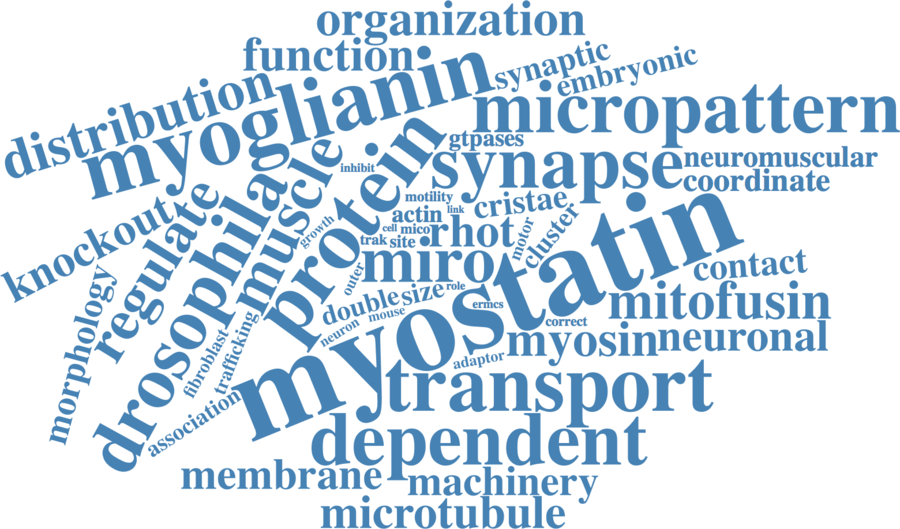 organization
function
synaptic
embryonic
distribution
myoglianin
micropattern
gtpases
synapse
neuromuscular
coordinate
knockout
regulate
drosophila
muscle
protein
inhibit
motility
link
cristae
actin
cell
mico
rhot
trak
site
growth
motor
cluster
miro
outer
myostatin
contact
morphology
double
size
role
ermcs
mitofusin
neuron
mouse
correct
myosin
neuronal
fibroblast
trafficking
adaptor
association
transport
dependent
membrane
machinery
microtubule